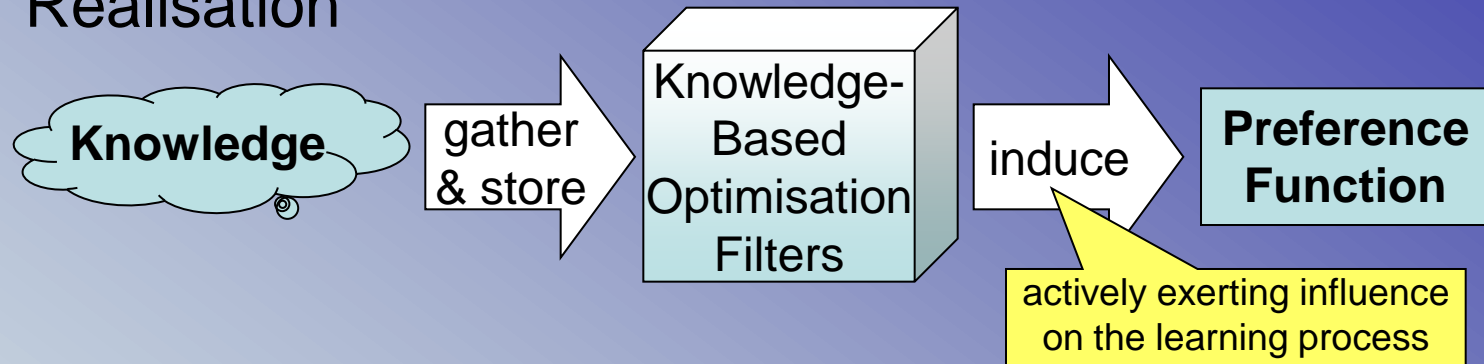 Realisation
Knowledge
gather
& store
Knowledge-
Based
Optimisation
Filters
induce
Preference
Function
actively exerting influence
on the learning process